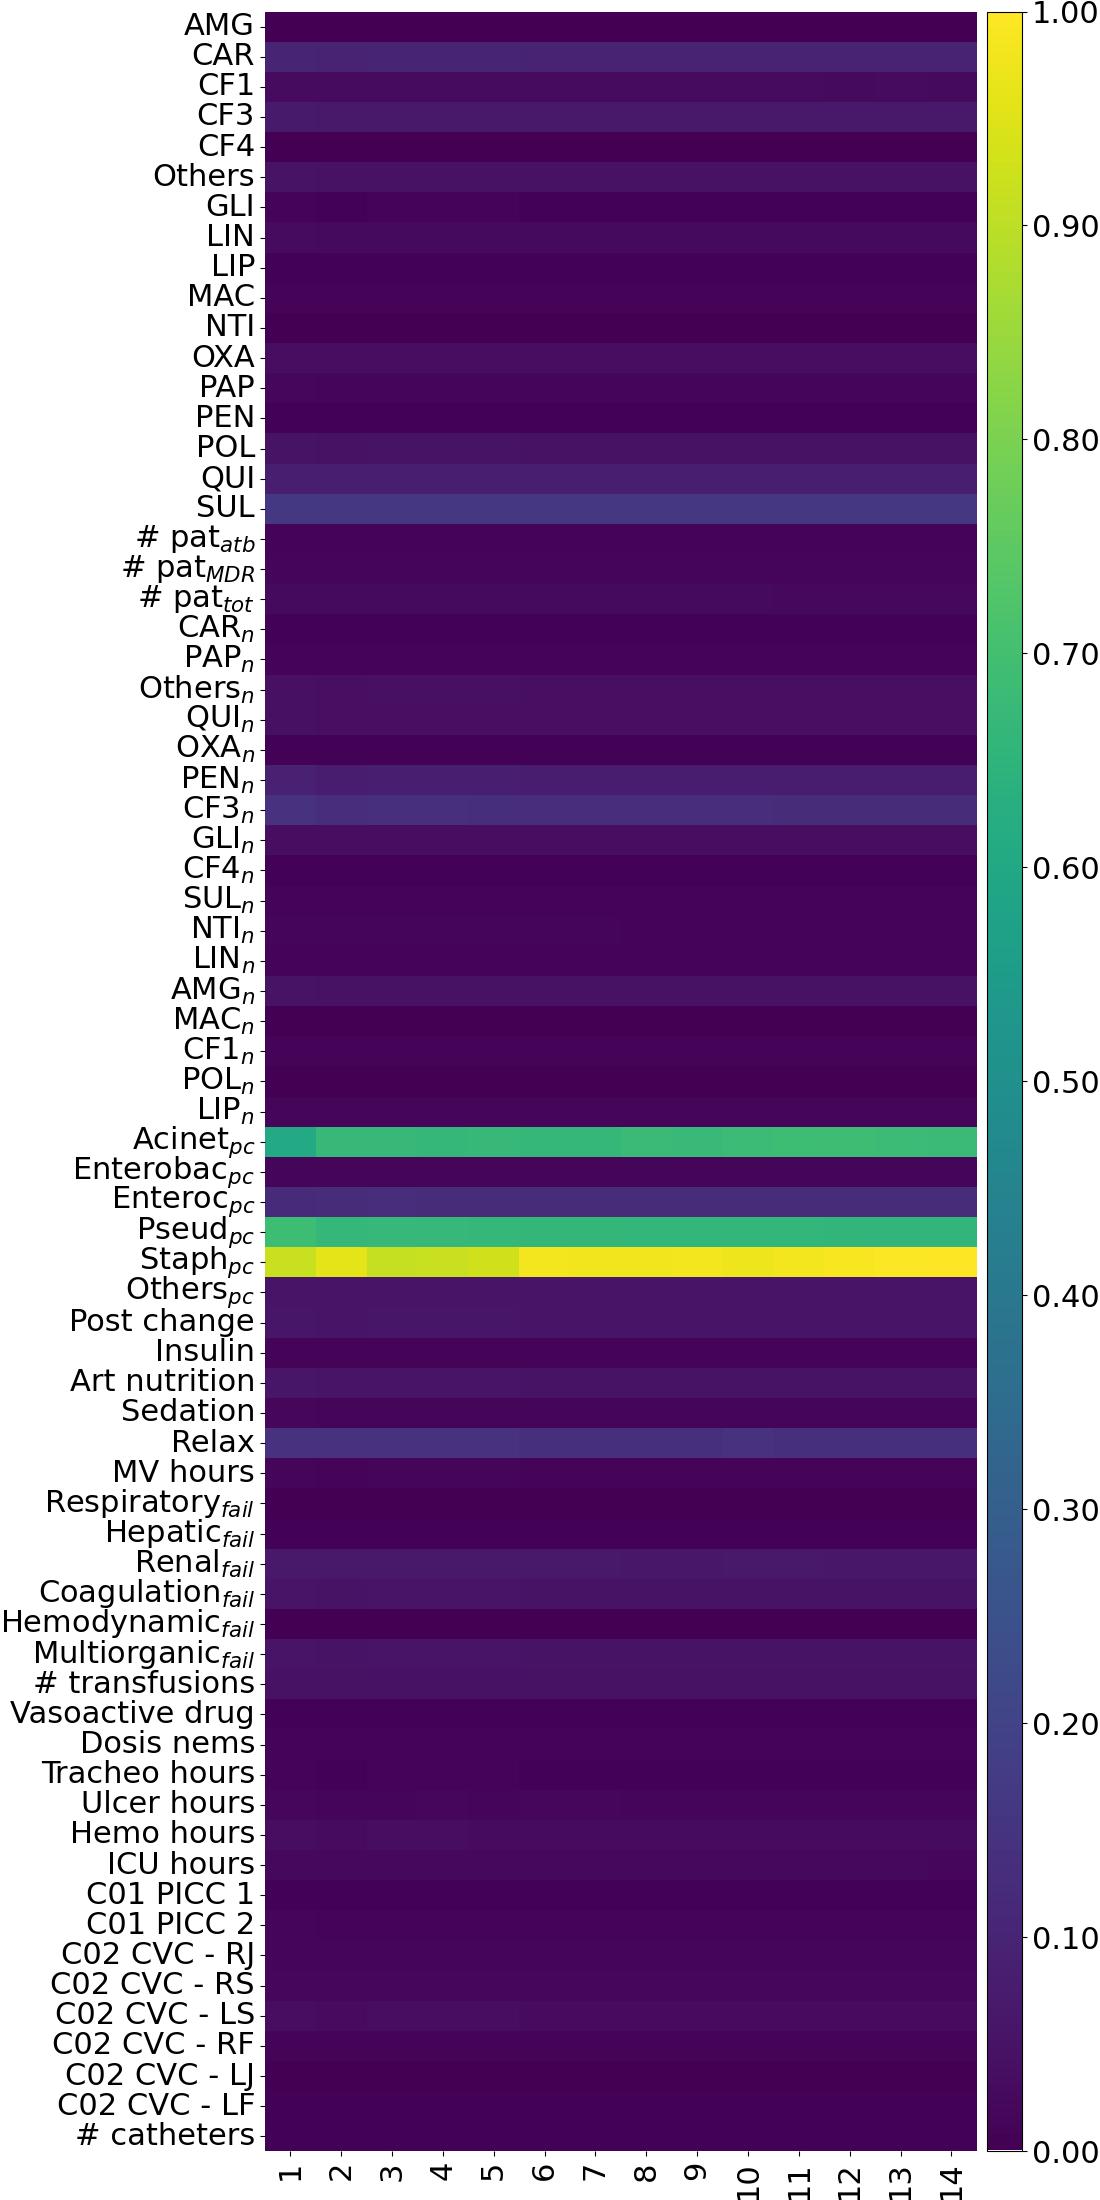 AMG
CAR
CF1
CF3
CF4
Others
GLI
LIN
LIP
MAC
NTI
OXA
PAP
PEN
POL
QUI
SUL
# pat_atb
# pat_MDR
# pat_tot
CAR_n
PAP_n
Others_n
QUI_n
OXA_n
PEN_n
CF3_n
GLI_n
CF4_n
SUL_n
NTI_n
LIN_n
AMG_n
MAC_n
CF1_n
POL_n
LIP_n
Acinet_pc
Enterobac_pc
Enteroc_pc
Pseud_pc
Staph_pc
Others_pc
Post change
Insulin
Art nutrition
Sedation
Relax
MV hours
Respiratory_fail
Hepatic_fail
Renal_fail
Coagulation_fail
Hemodynamic_fail
Multiorganic_fail
# transfusions
Vasoactive drug
Dosis nems
Tracheo hours
Ulcer hours
Hemo hours
ICU hours
C01 PICC 1
C01 PICC 2
C02 CVC - RJ
C02 CVC - RS
C02 CVC - LS
C02 CVC - RF
C02 CVC - LJ
C02 CVC - LF
# catheters
1 2 3 4 5 6 7 8 9 10 11 12 13 14
1.00
0.90
0.80
0.70
0.60
0.50
0.40
0.30
0.20
0.10
0.00